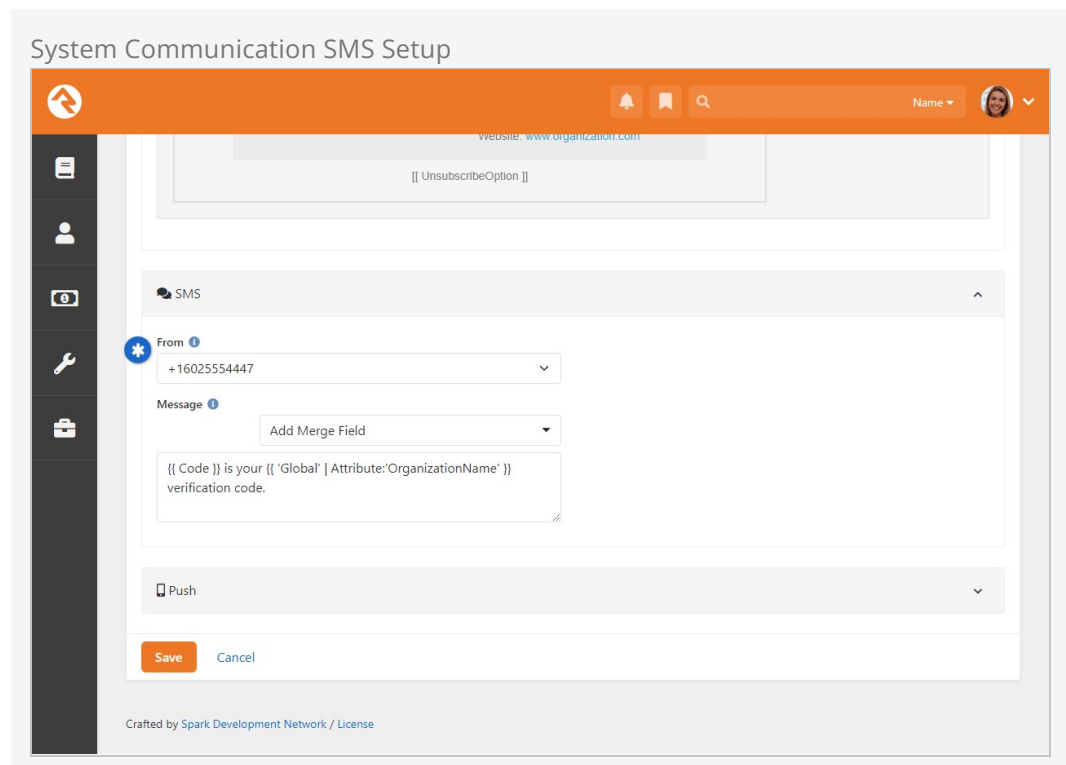 System Communication SMS Setup
Name
Website: www.organization.com
[[ UnsubscribeOption ]]
SMS
From
+16025554447
Message
Add Merge Field
{{ Code }} is your {{ 'Global' | Attribute:'OrganizationName' }}
verification code.
Push
Save Cancel
Crafted by Spark Development Network / License